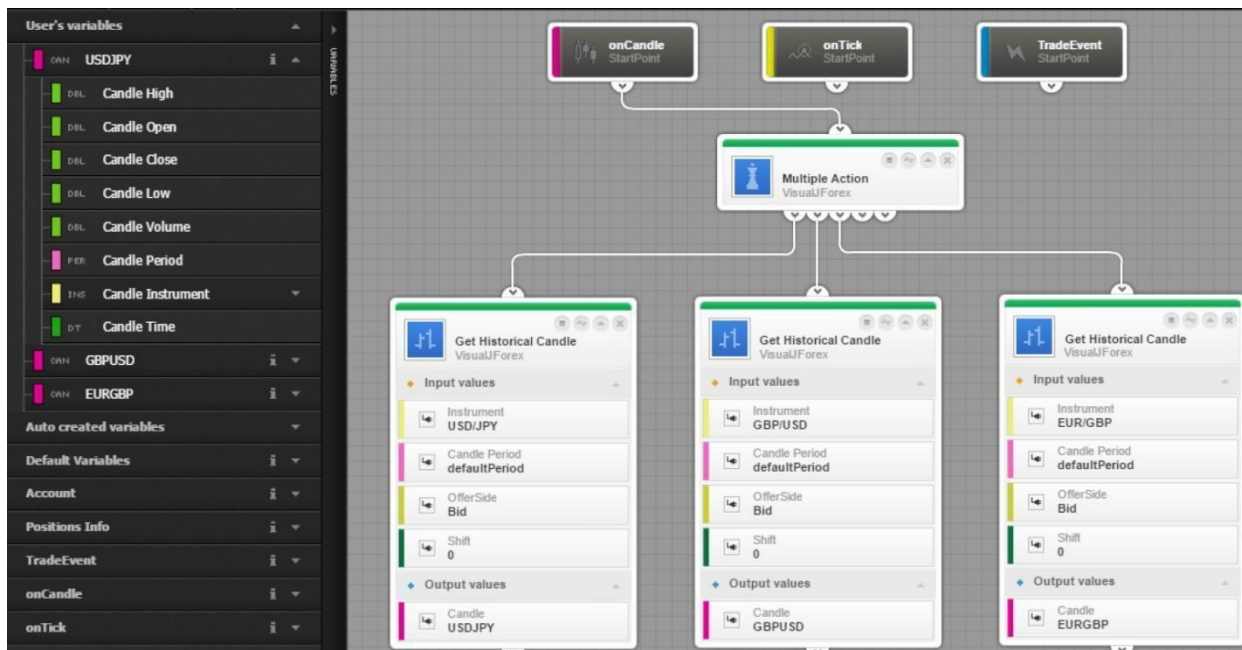 User's variables
CAN USDJPY
DBL Candle High
DBL Candle Open
DBL Candle Close
DBL Candle Low
DBL Candle Volume
PER Candle Period
INS Candle Instrument
DT Candle Time
CAN GBPUSD
CAN EURGBP
Auto created variables
Default Variables
Account
Positions Info
TradeEvent
onCandle
onTick
VARIABLES
onCandle
StartPoint
onTick
StartPoint
TradeEvent
StartPoint
Multiple Action
VisualJForex
Get Historical Candle
VisualJForex
Input values
Instrument
USD/JPY
Candle Period
defaultPeriod
OfferSide
Bid
Shift
0
Output values
Candle
USDJPY
Get Historical Candle
VisualJForex
Input values
Instrument
GBP/USD
Candle Period
defaultPeriod
OfferSide
Bid
Shift
0
Output values
Candle
GBPUSD
Get Historical Candle
VisualJForex
Input values
Instrument
EUR/GBP
Candle Period
defaultPeriod
OfferSide
Bid
Shift
0
Output values
Candle
EURGBP